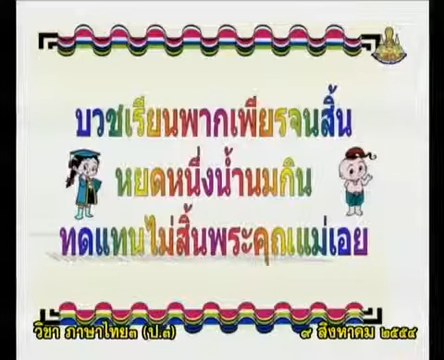 บวชเรียนพากเพียรจนสิ้น
หยดหนึ่งน้ำนมกิน
ทดแทนไม่สิ้นพระคุณแม่เอย
วิชา ภาษาไทย๓ (ป.๓)
๙ สิงหาคม ๒๕๕๔